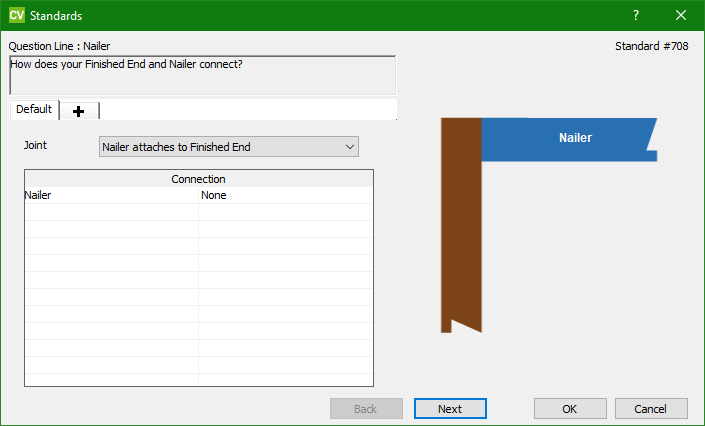 CV Standards ?
Question Line : Nailer
Standard #708
How does your Finished End and Nailer connect?
Default
Joint
Nailer attaches to Finished End
Connection
Nailer None
Nailer
Back Next OK Cancel